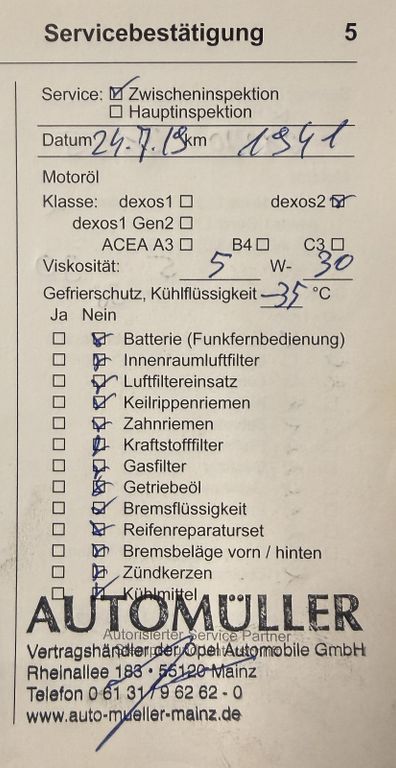 Servicebestätigung 5
Service: ☑ Zwischeninspektion
☐ Hauptinspektion
Datum 24.7.19 km 1941
Motoröl
Klasse: dexos1 ☐ dexos2 ☑
dexos1 Gen2 ☐
ACEA A3 ☐ B4 ☐ C3 ☐
Viskosität: 5 W- 30
Gefrierschutz, Kühlflüssigkeit -35 °C
Ja Nein
☐ ☑ Batterie (Funkfernbedienung)
☐ ☑ Innenraumluftfilter
☐ ☑ Luftfiltereinsatz
☐ ☑ Keilrippenriemen
☐ ☑ Zahnriemen
☐ ☑ Kraftstofffilter
☐ ☑ Gasfilter
☐ ☑ Getriebeöl
☐ ☑ Bremsflüssigkeit
☐ ☑ Reifenreparaturset
☐ ☑ Bremsbeläge vorn / hinten
☐ ☑ Zündkerzen
☐ ☑ Kühlmittel
AUTOMÜLLER
Autorisierter Service Partner
Vertragshändler der Opel Automobile GmbH
Rheinallee 183 • 55120 Mainz
Telefon 0 61 31 / 9 62 62 - 0
www.auto-mueller-mainz.de